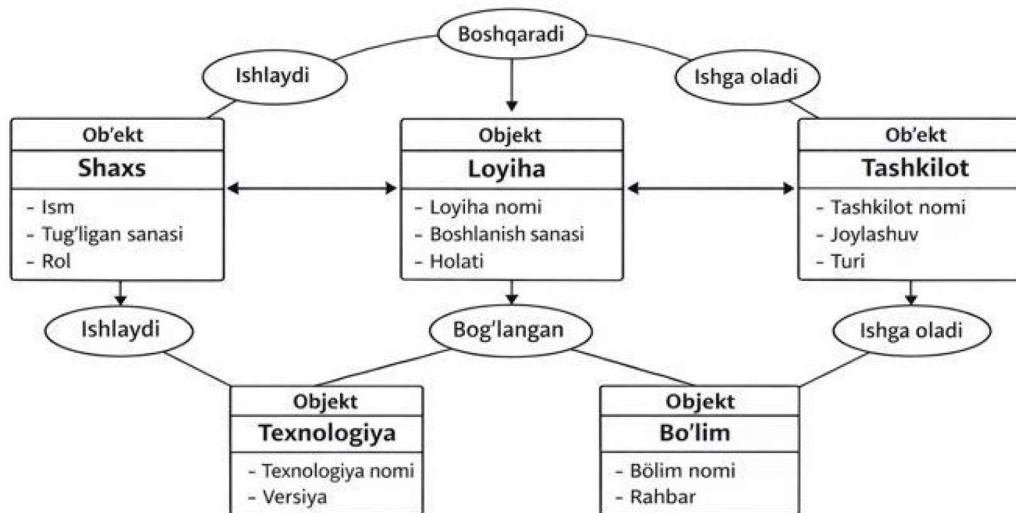 Boshqaradi
Ishlaydi
Ishga oladi
Ob'ekt
Shaxs
- Ism
- Tug'ligan sanasi
- Rol
Objekt
Loyiha
- Loyiha nomi
- Boshlanish sanasi
- Holati
Ob'ekt
Tashkilot
- Tashkilot nomi
- Joylashuv
- Turi
Ishlaydi
Bog'langan
Ishga oladi
Objekt
Texnologiya
- Texnologiya nomi
- Versiya
Objekt
Bo'lim
- Bölim nomi
- Rahbar